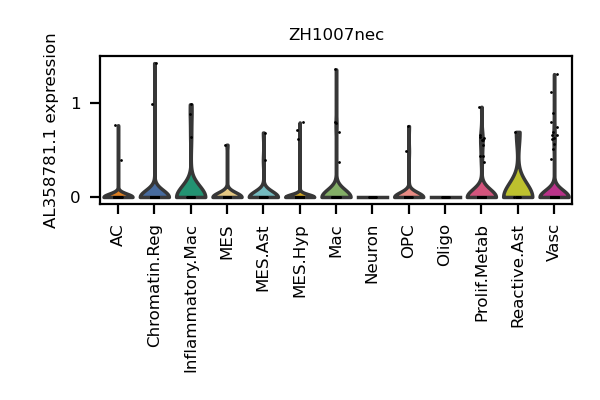 ZH1007nec
AL358781.1 expression
1
0
AC
Chromatin.Reg
Inflammatory.Mac
MES
MES.Ast
MES.Hyp
Mac
Neuron
OPC
Oligo
Prolif.Metab
Reactive.Ast
Vasc